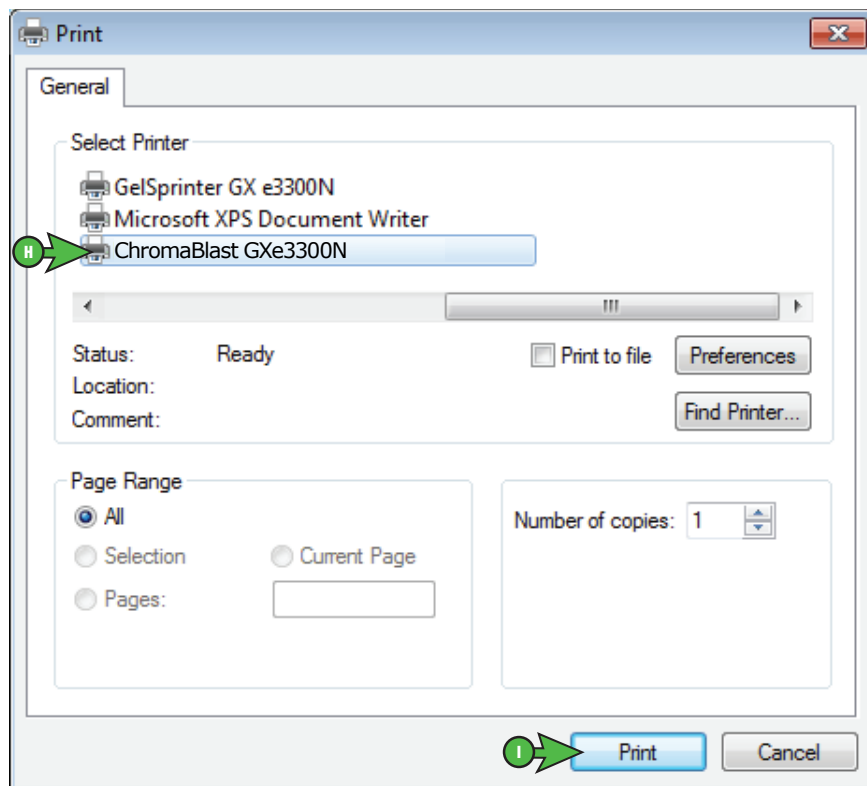 Print
General
Select Printer
GelSprinter GX e3300N
Microsoft XPS Document Writer
H
ChromaBlast GXe3300N
Status: Ready
Print to file
Preferences
Location:
Comment:
Find Printer...
Page Range
All
Selection
Current Page
Pages:
Number of copies: 1
I
Print
Cancel